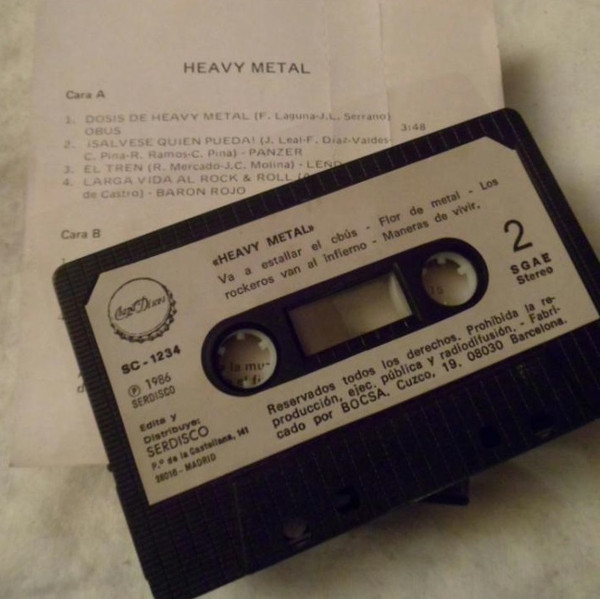 HEAVY METAL
Cara A
1. DOSIS DE HEAVY METAL (F. Laguna-J.L. Serrano)
OBUS 3:48
2. ¡SALVESE QUIEN PUEDA! (J. Leal-F. Díaz-Valdes-
C. Pina-R. Ramos-C. Pina) - PANZER
3. EL TREN (R. Mercado-J.C. Molina) - LEÑO
4. LARGA VIDA AL ROCK & ROLL (A
de Castro) - BARON ROJO
Cara B
«HEAVY METAL»
Va a estallar el obús - Flor de metal - Los
rockeros van al infierno - Maneras de vivir.
2
SGAE
Stereo
SC-1234
Ⓟ 1986
SERDISCO
Edita y
Distribuye:
SERDISCO
P.º de la Castellana, 141
28016 - MADRID
Reservados todos los derechos. Prohibida la re-
producción, ejec. pública y radiodifusión. - Fabri-
cado por BOCSA. Cuzco, 19. 08030 Barcelona.